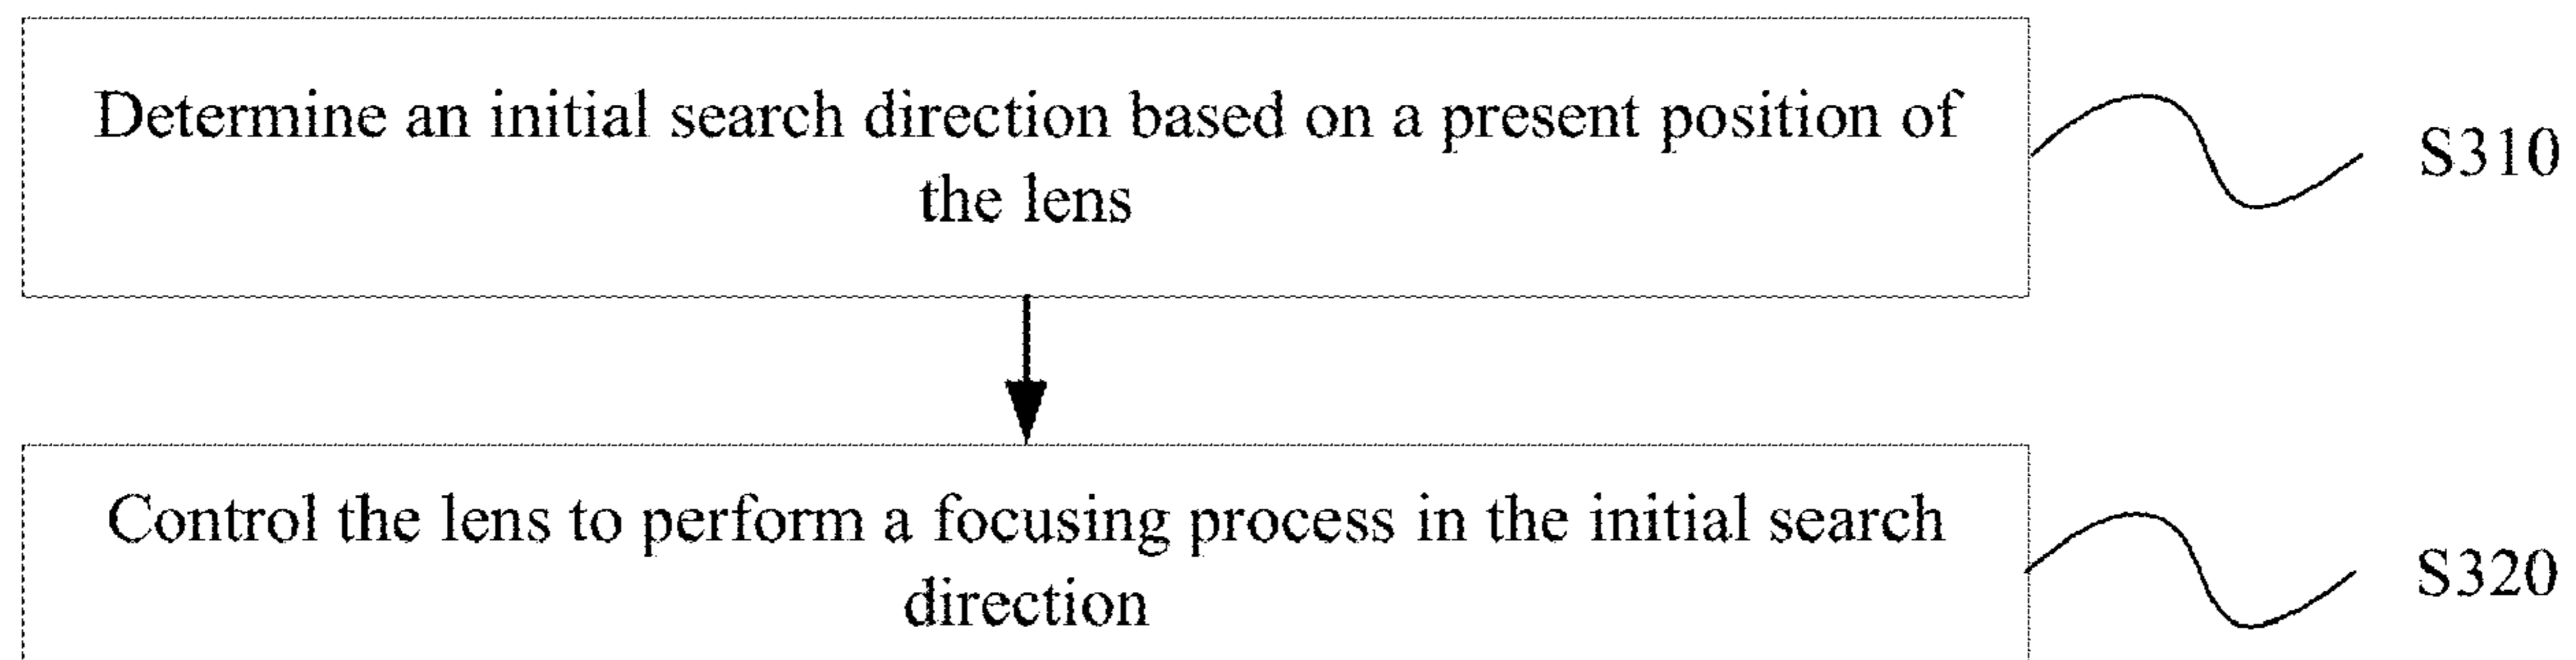 Determine an initial search direction based on a present position of
the lens
S310
Control the lens to perform a focusing process in the initial search
direction
S320